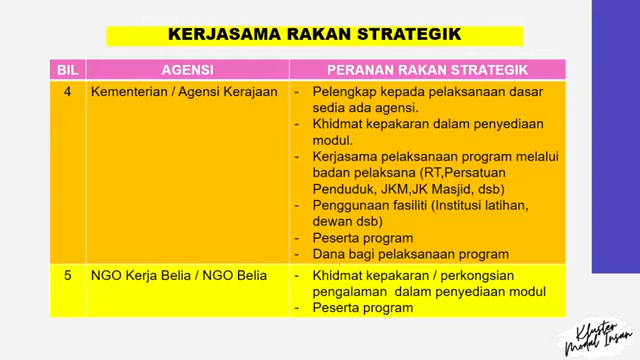 KERJASAMA RAKAN STRATEGIK
BIL AGENSI PERANAN RAKAN STRATEGIK
4 Kementerian / Agensi Kerajaan - Pelengkap kepada pelaksanaan dasar
sedia ada agensi.
- Khidmat kepakaran dalam penyediaan
modul.
- Kerjasama pelaksanaan program melalui
badan pelaksana (RT,Persatuan
Penduduk, JKM,JK Masjid, dsb)
- Penggunaan fasiliti (Institusi latihan,
dewan dsb)
- Peserta program
- Dana bagi pelaksanaan program
5 NGO Kerja Belia / NGO Belia - Khidmat kepakaran / perkongsian
pengalaman dalam penyediaan modul
- Peserta program
Kluster
Modal Insan